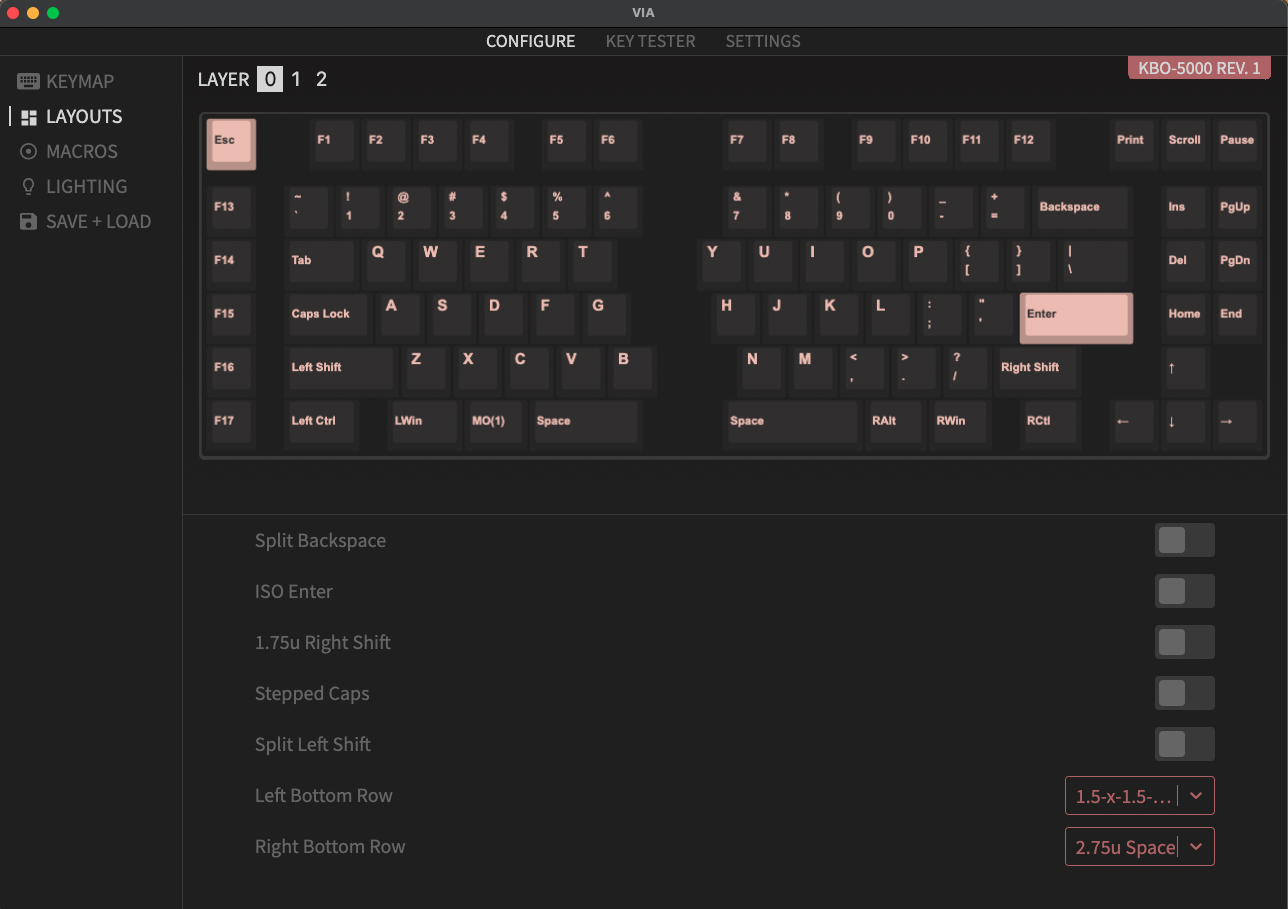 VIA
CONFIGURE KEY TESTER SETTINGS
KEYMAP
LAYOUTS
MACROS
LIGHTING
SAVE + LOAD
LAYER 0 1 2
KBO-5000 REV. 1
Esc F1 F2 F3 F4 F5 F6 F7 F8 F9 F10 F11 F12 Print Scroll Pause
F13 ~ ` ! 1 @ 2 # 3 $ 4 % 5 ^ 6 & 7 * 8 ( 9 ) 0 _ - + = Backspace Ins PgUp
F14 Tab Q W E R T Y U I O P { [ } ] | \ Del PgDn
F15 Caps Lock A S D F G H J K L : ; " ' Enter Home End
F16 Left Shift Z X C V B N M < , > . ? / Right Shift ↑
F17 Left Ctrl LWin MO(1) Space Space RAlt RWin RCtl ← ↓ →
Split Backspace
ISO Enter
1.75u Right Shift
Stepped Caps
Split Left Shift
Left Bottom Row 1.5-x-1.5-...
Right Bottom Row 2.75u Space